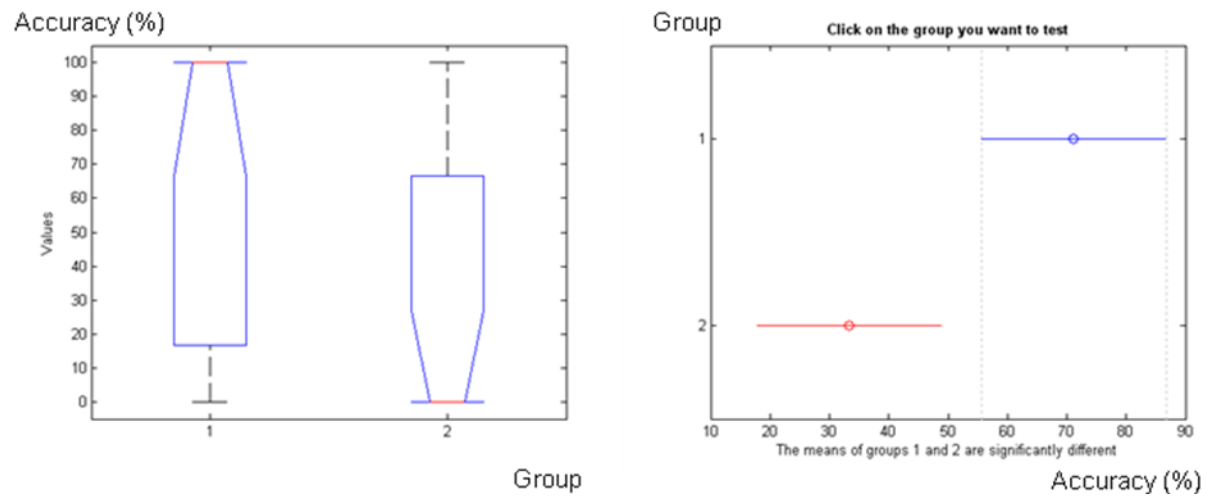 Accuracy (%)
100
90
80
70
60
50
40
30
20
10
0
Values
1
2
Group
Group
Click on the group you want to test
1
2
10 20 30 40 50 60 70 80 90
The means of groups 1 and 2 are significantly different
Accuracy (%)